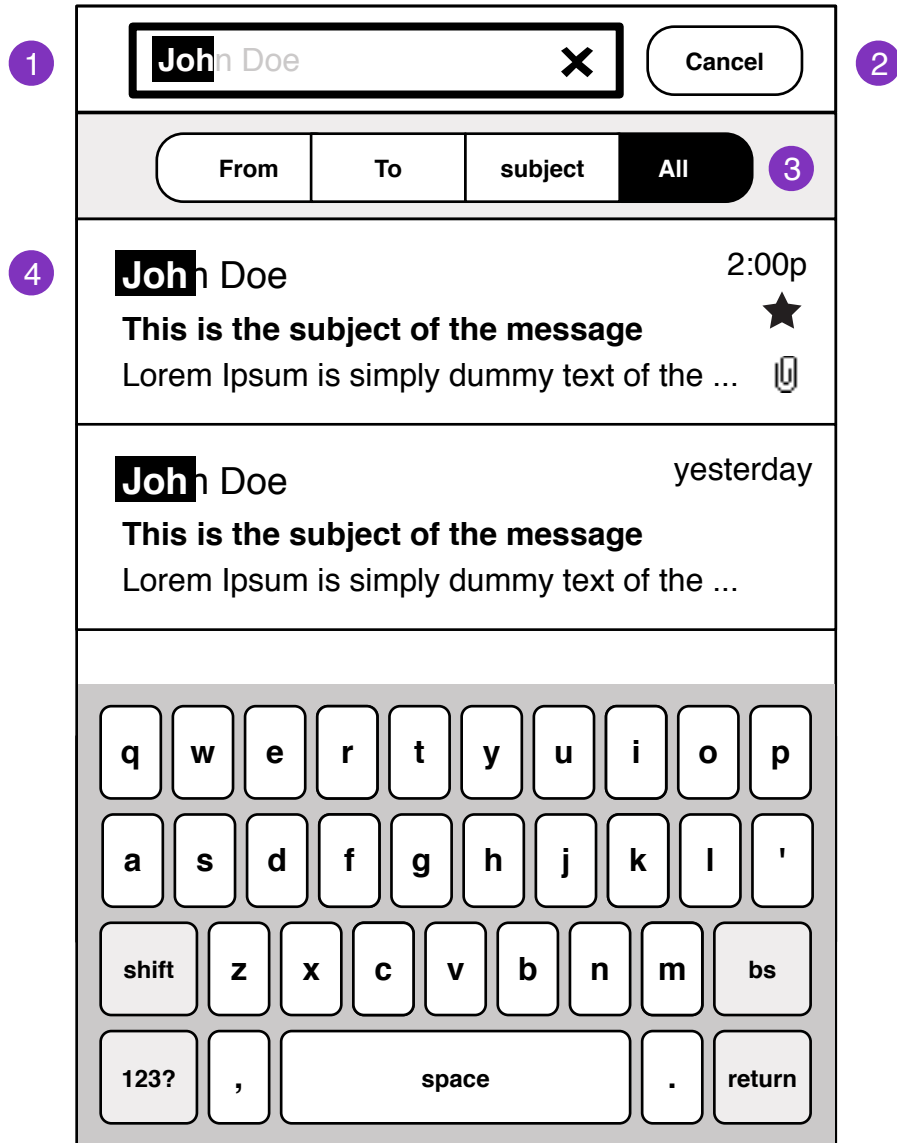 1 John Doe X Cancel 2
From To subject All 3
4 John Doe 2:00p
This is the subject of the message
Lorem Ipsum is simply dummy text of the ...
John Doe yesterday
This is the subject of the message
Lorem Ipsum is simply dummy text of the ...
q w e r t y u i o p
a s d f g h j k l '
shift z x c v b n m bs
123? , space . return